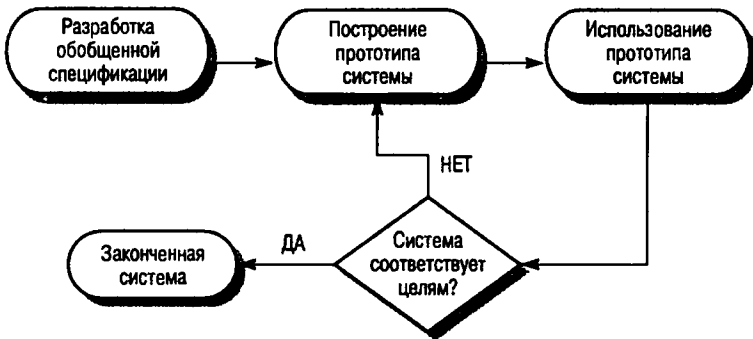 Разработка
обобщенной
спецификации
Построение
прототипа
системы
Использование
прототипа
системы
НЕТ
ДА
Система
соответствует
целям?
Законченная
система